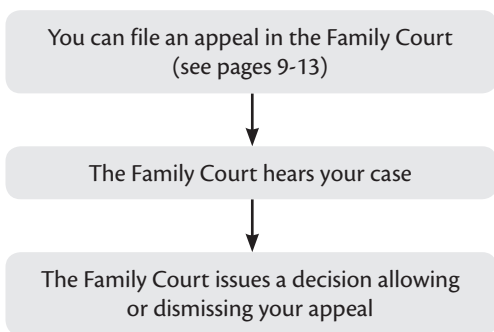 You can file an appeal in the Family Court
(see pages 9-13)
The Family Court hears your case
The Family Court issues a decision allowing
or dismissing your appeal